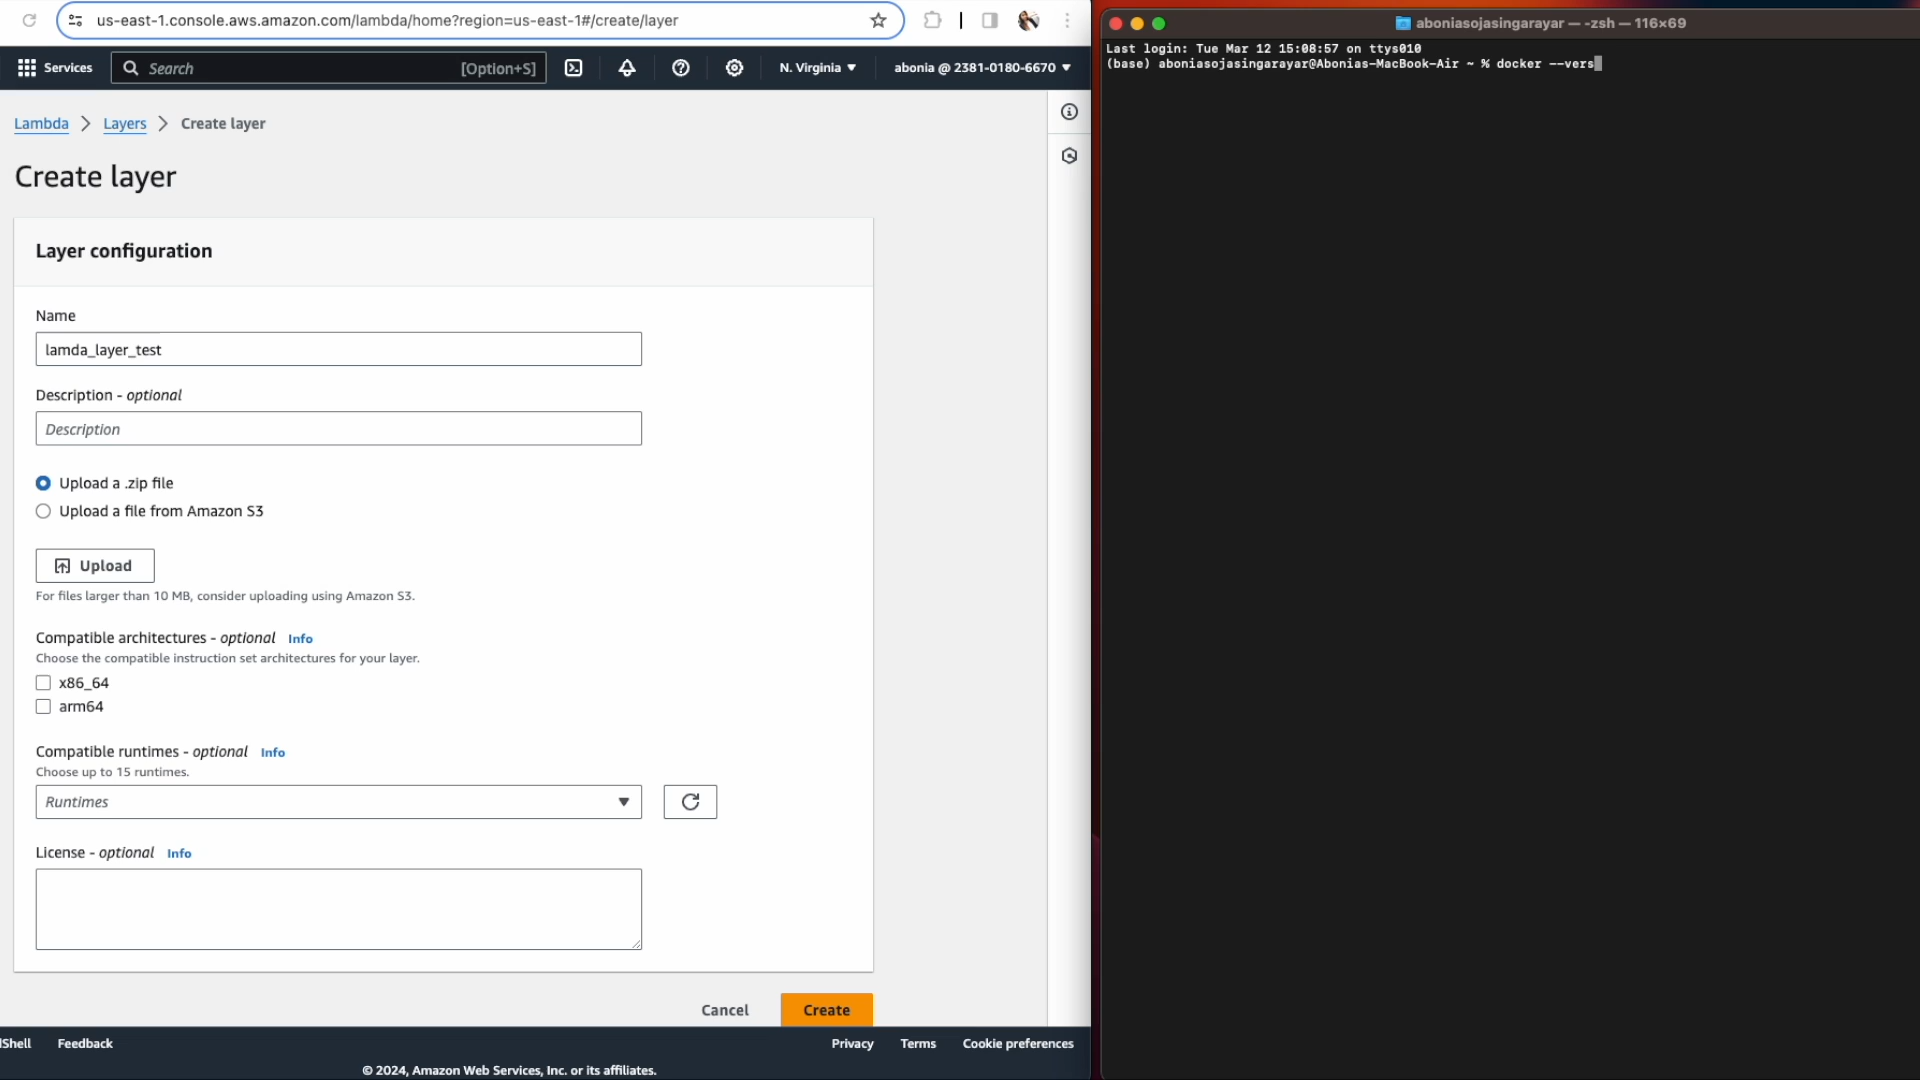 us-east-1.console.aws.amazon.com/lambda/home?region=us-east-1#/create/layer
Services
Search
[Option+S]
N. Virginia
abonia @ 2381-0180-6670
Lambda
Layers
Create layer
Create layer
Layer configuration
Name
lamda_layer_test
Description - optional
Description
Upload a .zip file
Upload a file from Amazon S3
Upload
For files larger than 10 MB, consider uploading using Amazon S3.
Compatible architectures - optional Info
Choose the compatible instruction set architectures for your layer.
x86_64
arm64
Compatible runtimes - optional Info
Choose up to 15 runtimes.
Runtimes
License - optional Info
Cancel
Create
Shell
Feedback
Privacy
Terms
Cookie preferences
© 2024, Amazon Web Services, Inc. or its affiliates.
aboniasojasingarayar — -zsh — 116×69
Last login: Tue Mar 12 15:08:57 on ttys010
(base) aboniasojasingarayar@Abonias-MacBook-Air ~ % docker --vers